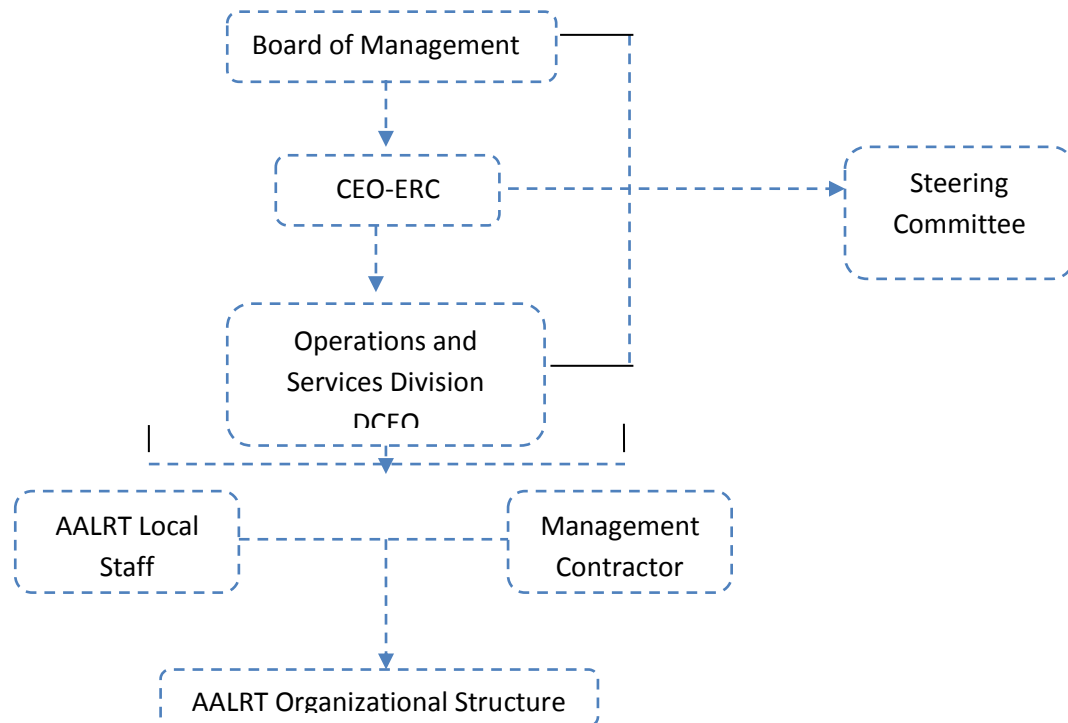 Board of Management
CEO-ERC
Steering
Committee
Operations and
Services Division
DCEO
AALRT Local
Staff
Management
Contractor
AALRT Organizational Structure